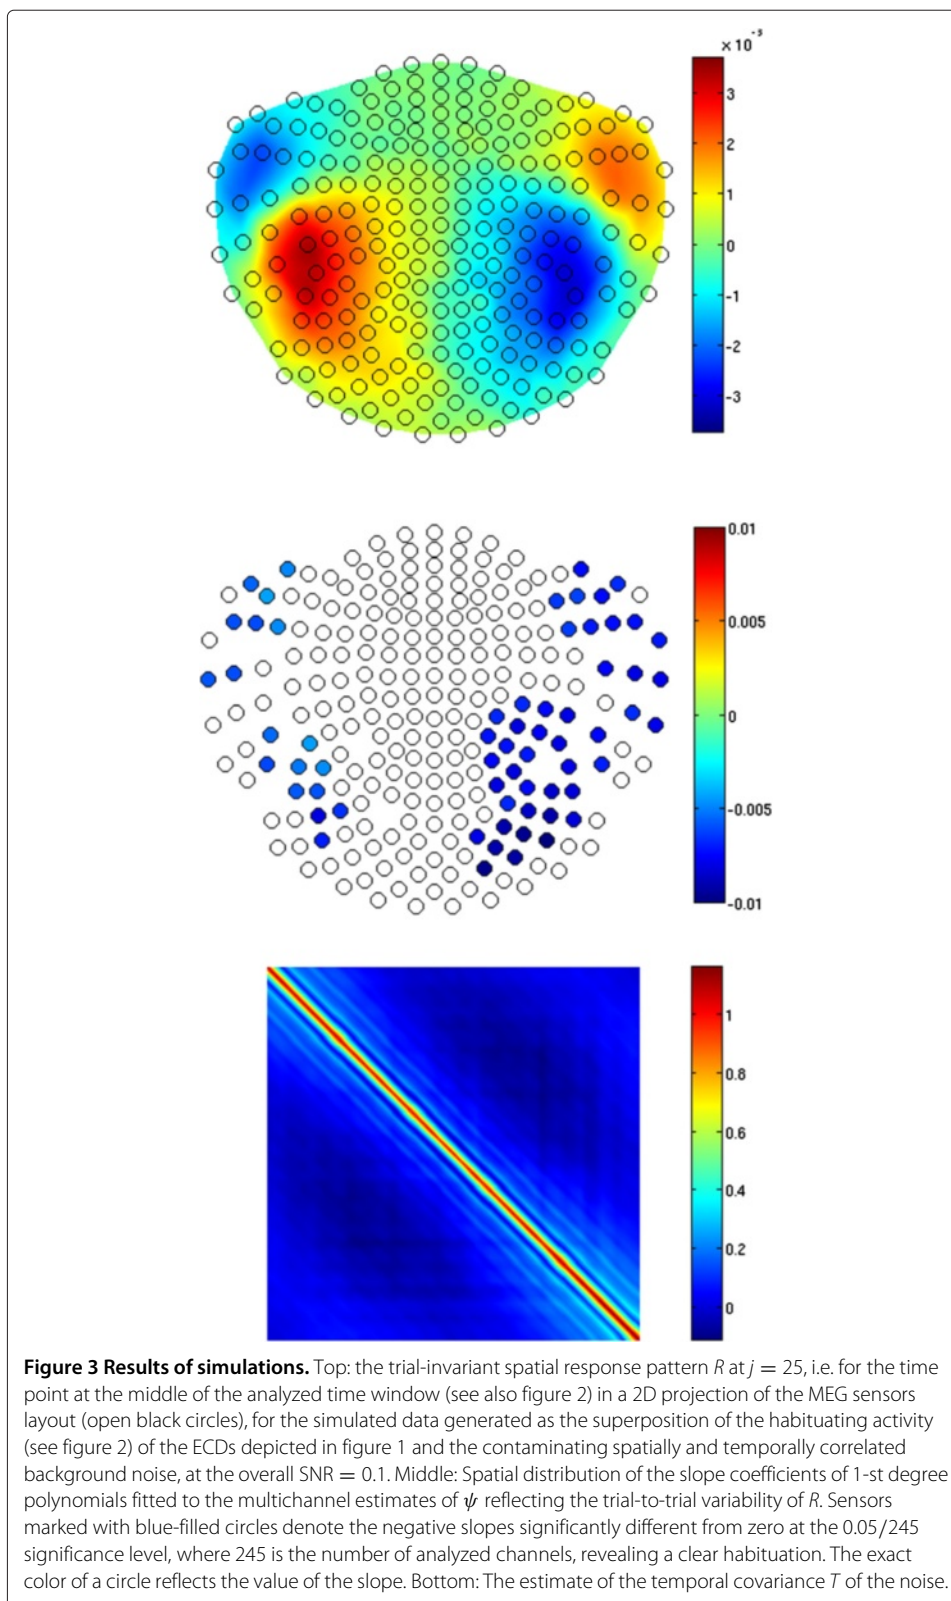 × 10⁻³
3
2
1
0
-1
-2
-3
0.01
0.005
0
-0.005
-0.01
1
0.8
0.6
0.4
0.2
0
Figure 3 Results of simulations. Top: the trial-invariant spatial response pattern R at j = 25, i.e. for the time
point at the middle of the analyzed time window (see also figure 2) in a 2D projection of the MEG sensors
layout (open black circles), for the simulated data generated as the superposition of the habituating activity
(see figure 2) of the ECDs depicted in figure 1 and the contaminating spatially and temporally correlated
background noise, at the overall SNR = 0.1. Middle: Spatial distribution of the slope coefficients of 1-st degree
polynomials fitted to the multichannel estimates of ψ reflecting the trial-to-trial variability of R. Sensors
marked with blue-filled circles denote the negative slopes significantly different from zero at the 0.05/245
significance level, where 245 is the number of analyzed channels, revealing a clear habituation. The exact
color of a circle reflects the value of the slope. Bottom: The estimate of the temporal covariance T of the noise.